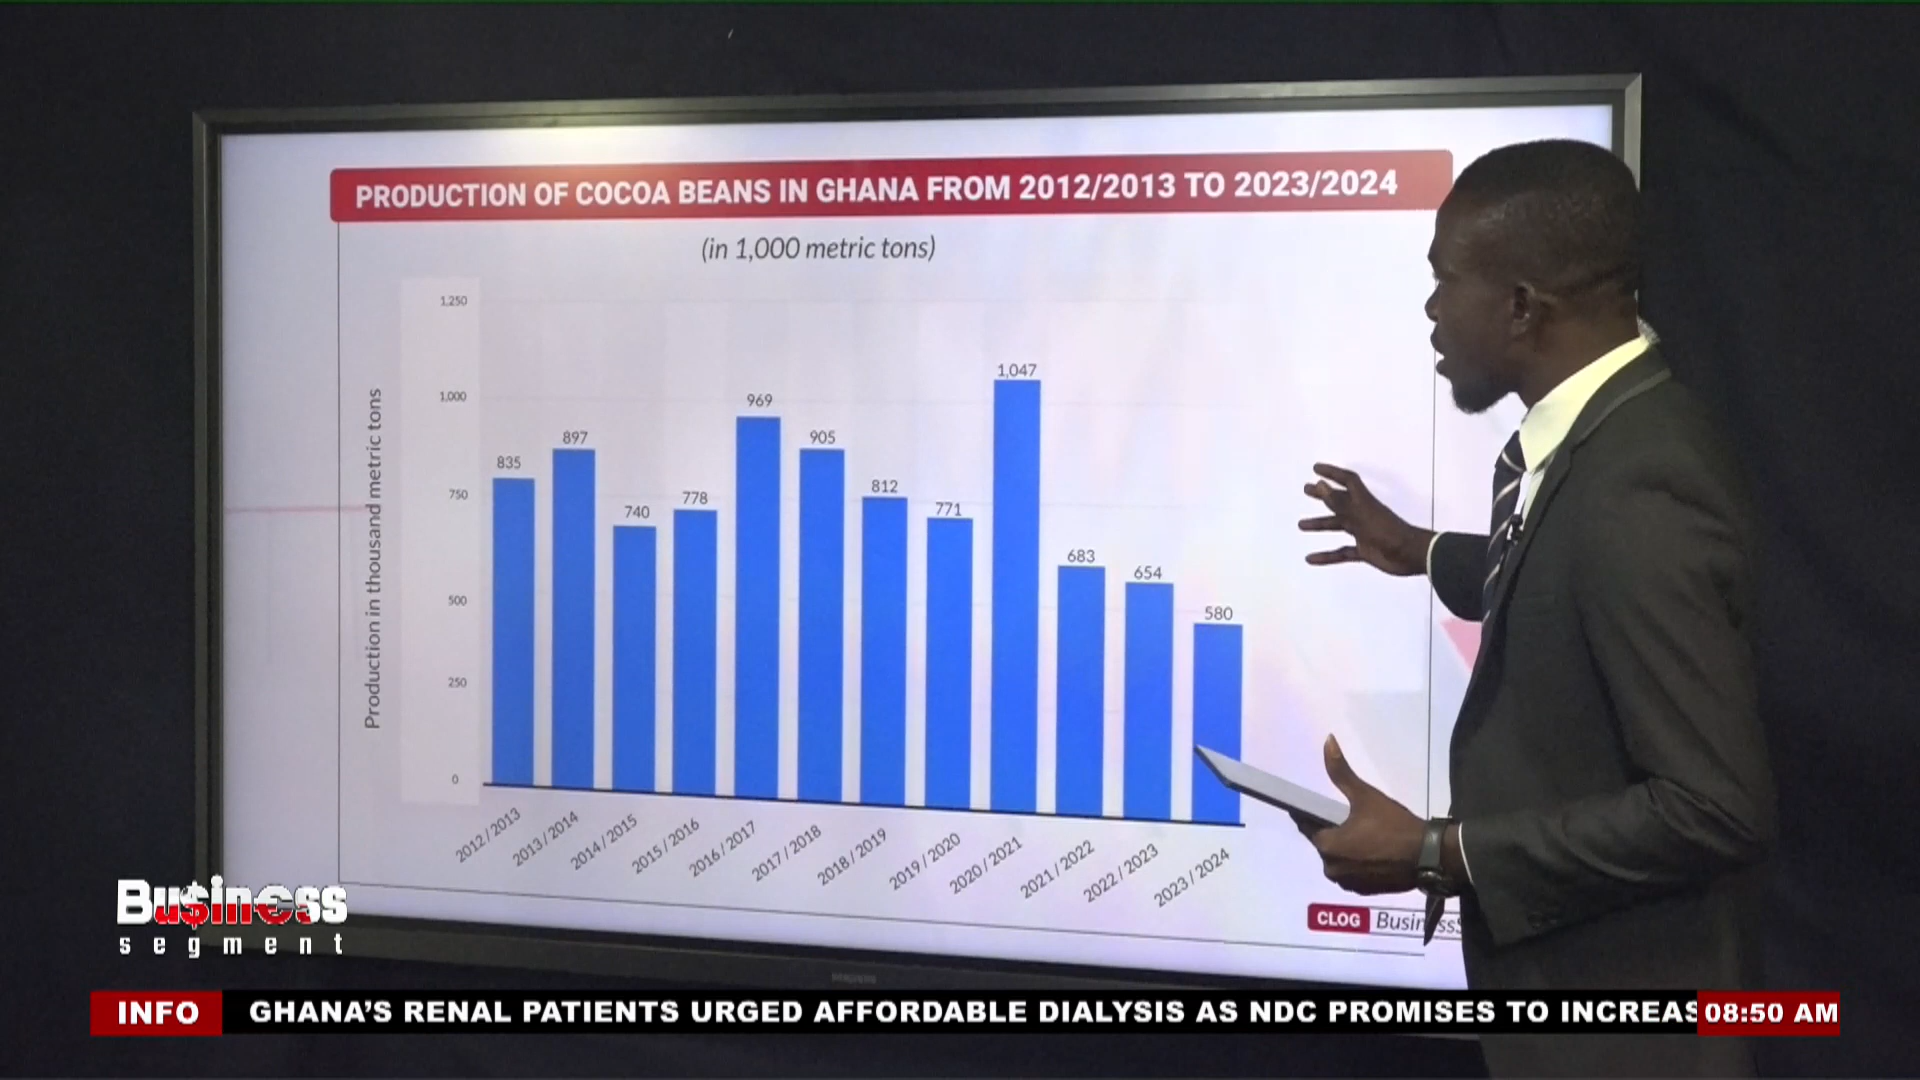 PRODUCTION OF COCOA BEANS IN GHANA FROM 2012/2013 TO 2023/2024
(in 1,000 metric tons)
Production in thousand metric tons
1,250
1,000
750
500
250
0
835
897
740
778
969
905
812
771
1,047
683
654
580
2012 / 2013
2013 / 2014
2014 / 2015
2015 / 2016
2016 / 2017
2017 / 2018
2018 / 2019
2019 / 2020
2020 / 2021
2021 / 2022
2022 / 2023
2023 / 2024
CLOG
Bu$in€ss
segment
INFO GHANA'S RENAL PATIENTS URGED AFFORDABLE DIALYSIS AS NDC PROMISES TO INCREAS 08:50 AM